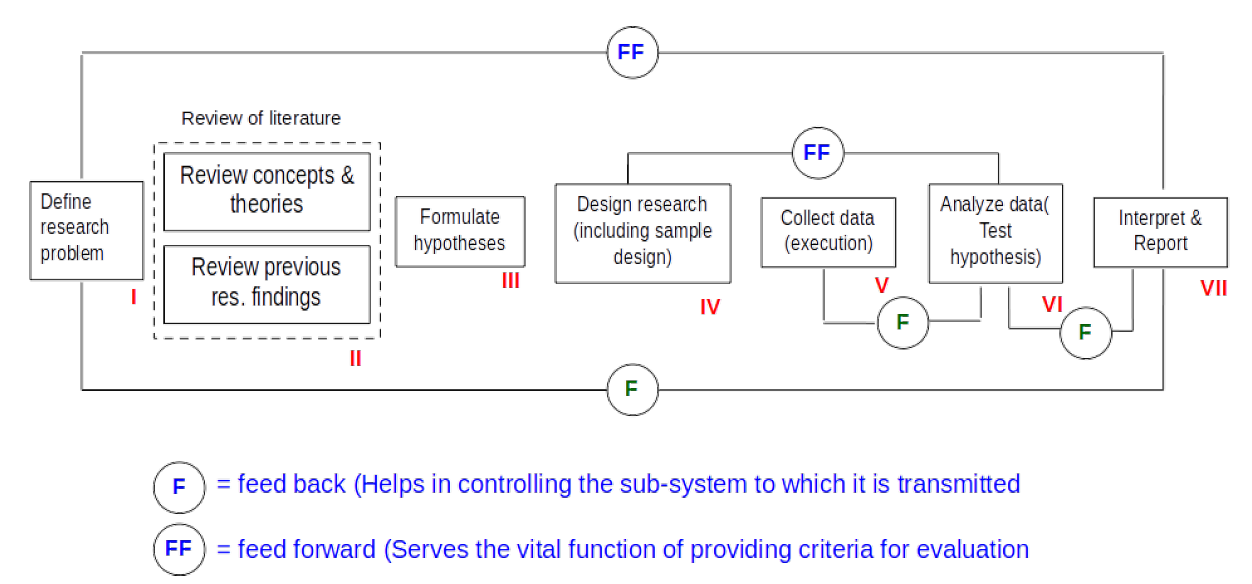 FF
Review of literature
FF
Define
research
problem
I
Review concepts &
theories
Review previous
res. findings
II
Formulate
hypotheses
III
Design research
(including sample
design)
IV
Collect data
(execution)
V
Analyze data(
Test
hypothesis)
VI
Interpret &
Report
VII
F
F
F
F = feed back (Helps in controlling the sub-system to which it is transmitted
FF = feed forward (Serves the vital function of providing criteria for evaluation